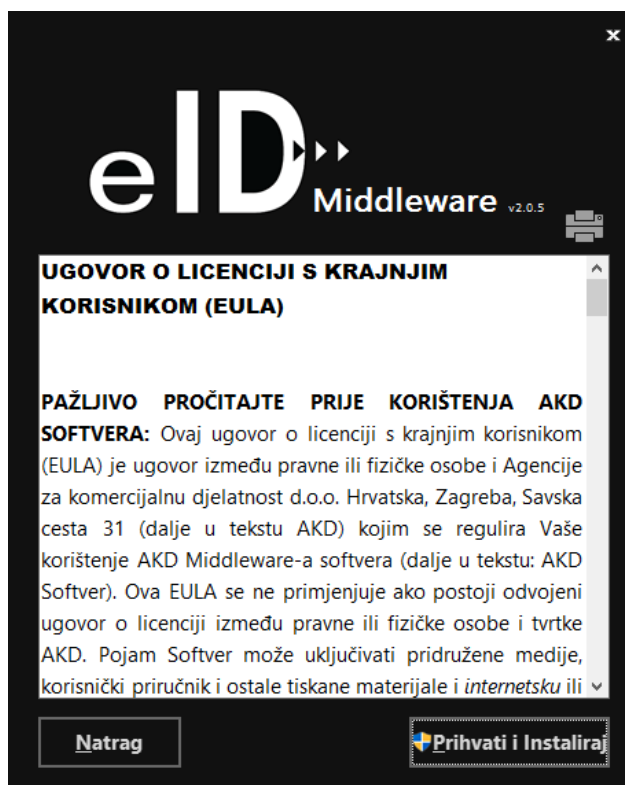 x
eID
Middleware v2.0.5
UGOVOR O LICENCIJI S KRAJNJIM
KORISNIKOM (EULA)
PAŽLJIVO PROČITAJTE PRIJE KORIŠTENJA AKD
SOFTVERA: Ovaj ugovor o licenciji s krajnjim korisnikom
(EULA) je ugovor između pravne ili fizičke osobe i Agencije
za komercijalnu djelatnost d.o.o. Hrvatska, Zagreba, Savska
cesta 31 (dalje u tekstu AKD) kojim se regulira Vaše
korištenje AKD Middleware-a softvera (dalje u tekstu: AKD
Softver). Ova EULA se ne primjenjuje ako postoji odvojeni
ugovor o licenciji između pravne ili fizičke osobe i tvrtke
AKD. Pojam Softver može uključivati pridružene medije,
korisnički priručnik i ostale tiskane materijale i internetsku ili
Natrag
Prihvati i Instaliraj